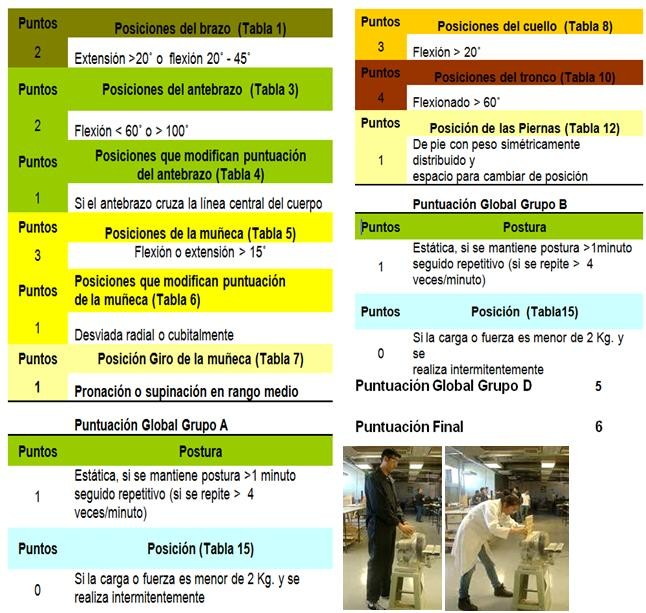 Puntos Posiciones del brazo (Tabla 1)
2 Extensión >20˚ o flexión 20˚ - 45˚
Puntos Posiciones del antebrazo (Tabla 3)
2 Flexión < 60˚ o > 100˚
Puntos Posiciones que modifican puntuación
del antebrazo (Tabla 4)
1 Si el antebrazo cruza la línea central del cuerpo
Puntos Posiciones de la muñeca (Tabla 5)
3 Flexión o extensión > 15˚
Puntos Posiciones que modifican puntuación
de la muñeca (Tabla 6)
1 Desviada radial o cubitalmente
Puntos Posición Giro de la muñeca (Tabla 7)
1 Pronación o supinación en rango medio
Puntuación Global Grupo A
Puntos Postura
1 Estática, si se mantiene postura >1 minuto
seguido repetitivo (si se repite > 4
veces/minuto)
Puntos Posición (Tabla 15)
0 Si la carga o fuerza es menor de 2 Kg. y se
realiza intermitentemente
Puntos Posiciones del cuello (Tabla 8)
3 Flexión > 20˚
Puntos Posiciones del tronco (Tabla 10)
4 Flexionado > 60˚
Puntos Posición de las Piernas (Tabla 12)
1 De pie con peso simétricamente
distribuido y
espacio para cambiar de posición
Puntuación Global Grupo B
Puntos Postura
1 Estática, si se mantiene postura >1minuto
seguido repetitivo (si se repite > 4
veces/minuto)
Puntos Posición (Tabla15)
0 Si la carga o fuerza es menor de 2 Kg. y
se
realiza intermitentemente
Puntuación Global Grupo D 5
Puntuación Final 6